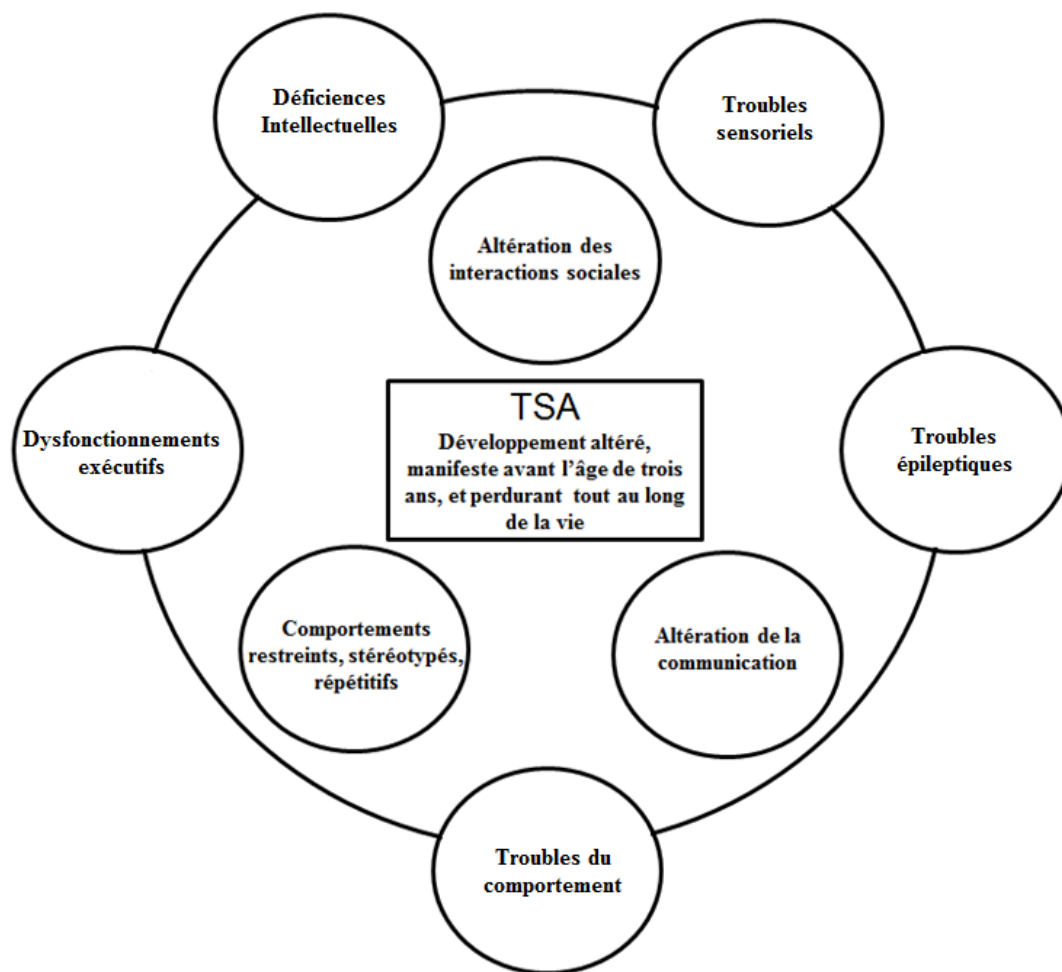 Déficiences
Intellectuelles
Troubles
sensoriels
Altération des
interactions sociales
Dysfonctionnements
exécutifs
TSA
Développement altéré,
manifeste avant l'âge de trois
ans, et perdurant tout au long
de la vie
Troubles
épileptiques
Comportements
restreints, stéréotypés,
répétitifs
Altération de la
communication
Troubles du
comportement